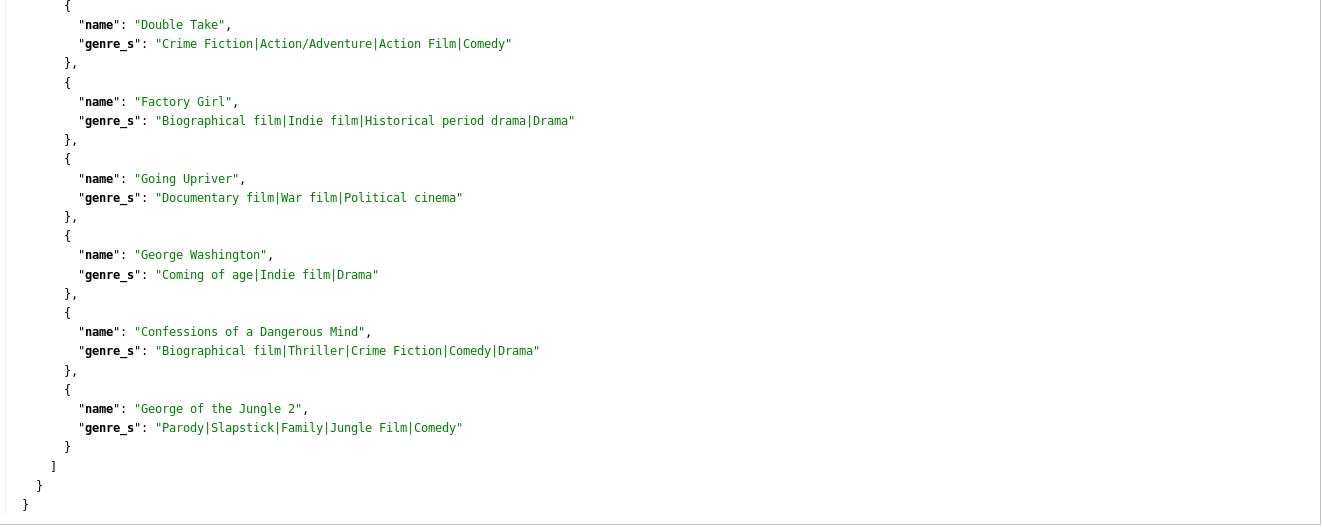 {
"name": "Double Take",
"genre_s": "Crime Fiction|Action/Adventure|Action Film|Comedy"
},
{
"name": "Factory Girl",
"genre_s": "Biographical film|Indie film|Historical period drama|Drama"
},
{
"name": "Going Upriver",
"genre_s": "Documentary film|War film|Political cinema"
},
{
"name": "George Washington",
"genre_s": "Coming of age|Indie film|Drama"
},
{
"name": "Confessions of a Dangerous Mind",
"genre_s": "Biographical film|Thriller|Crime Fiction|Comedy|Drama"
},
{
"name": "George of the Jungle 2",
"genre_s": "Parody|Slapstick|Family|Jungle Film|Comedy"
}
]
}
}